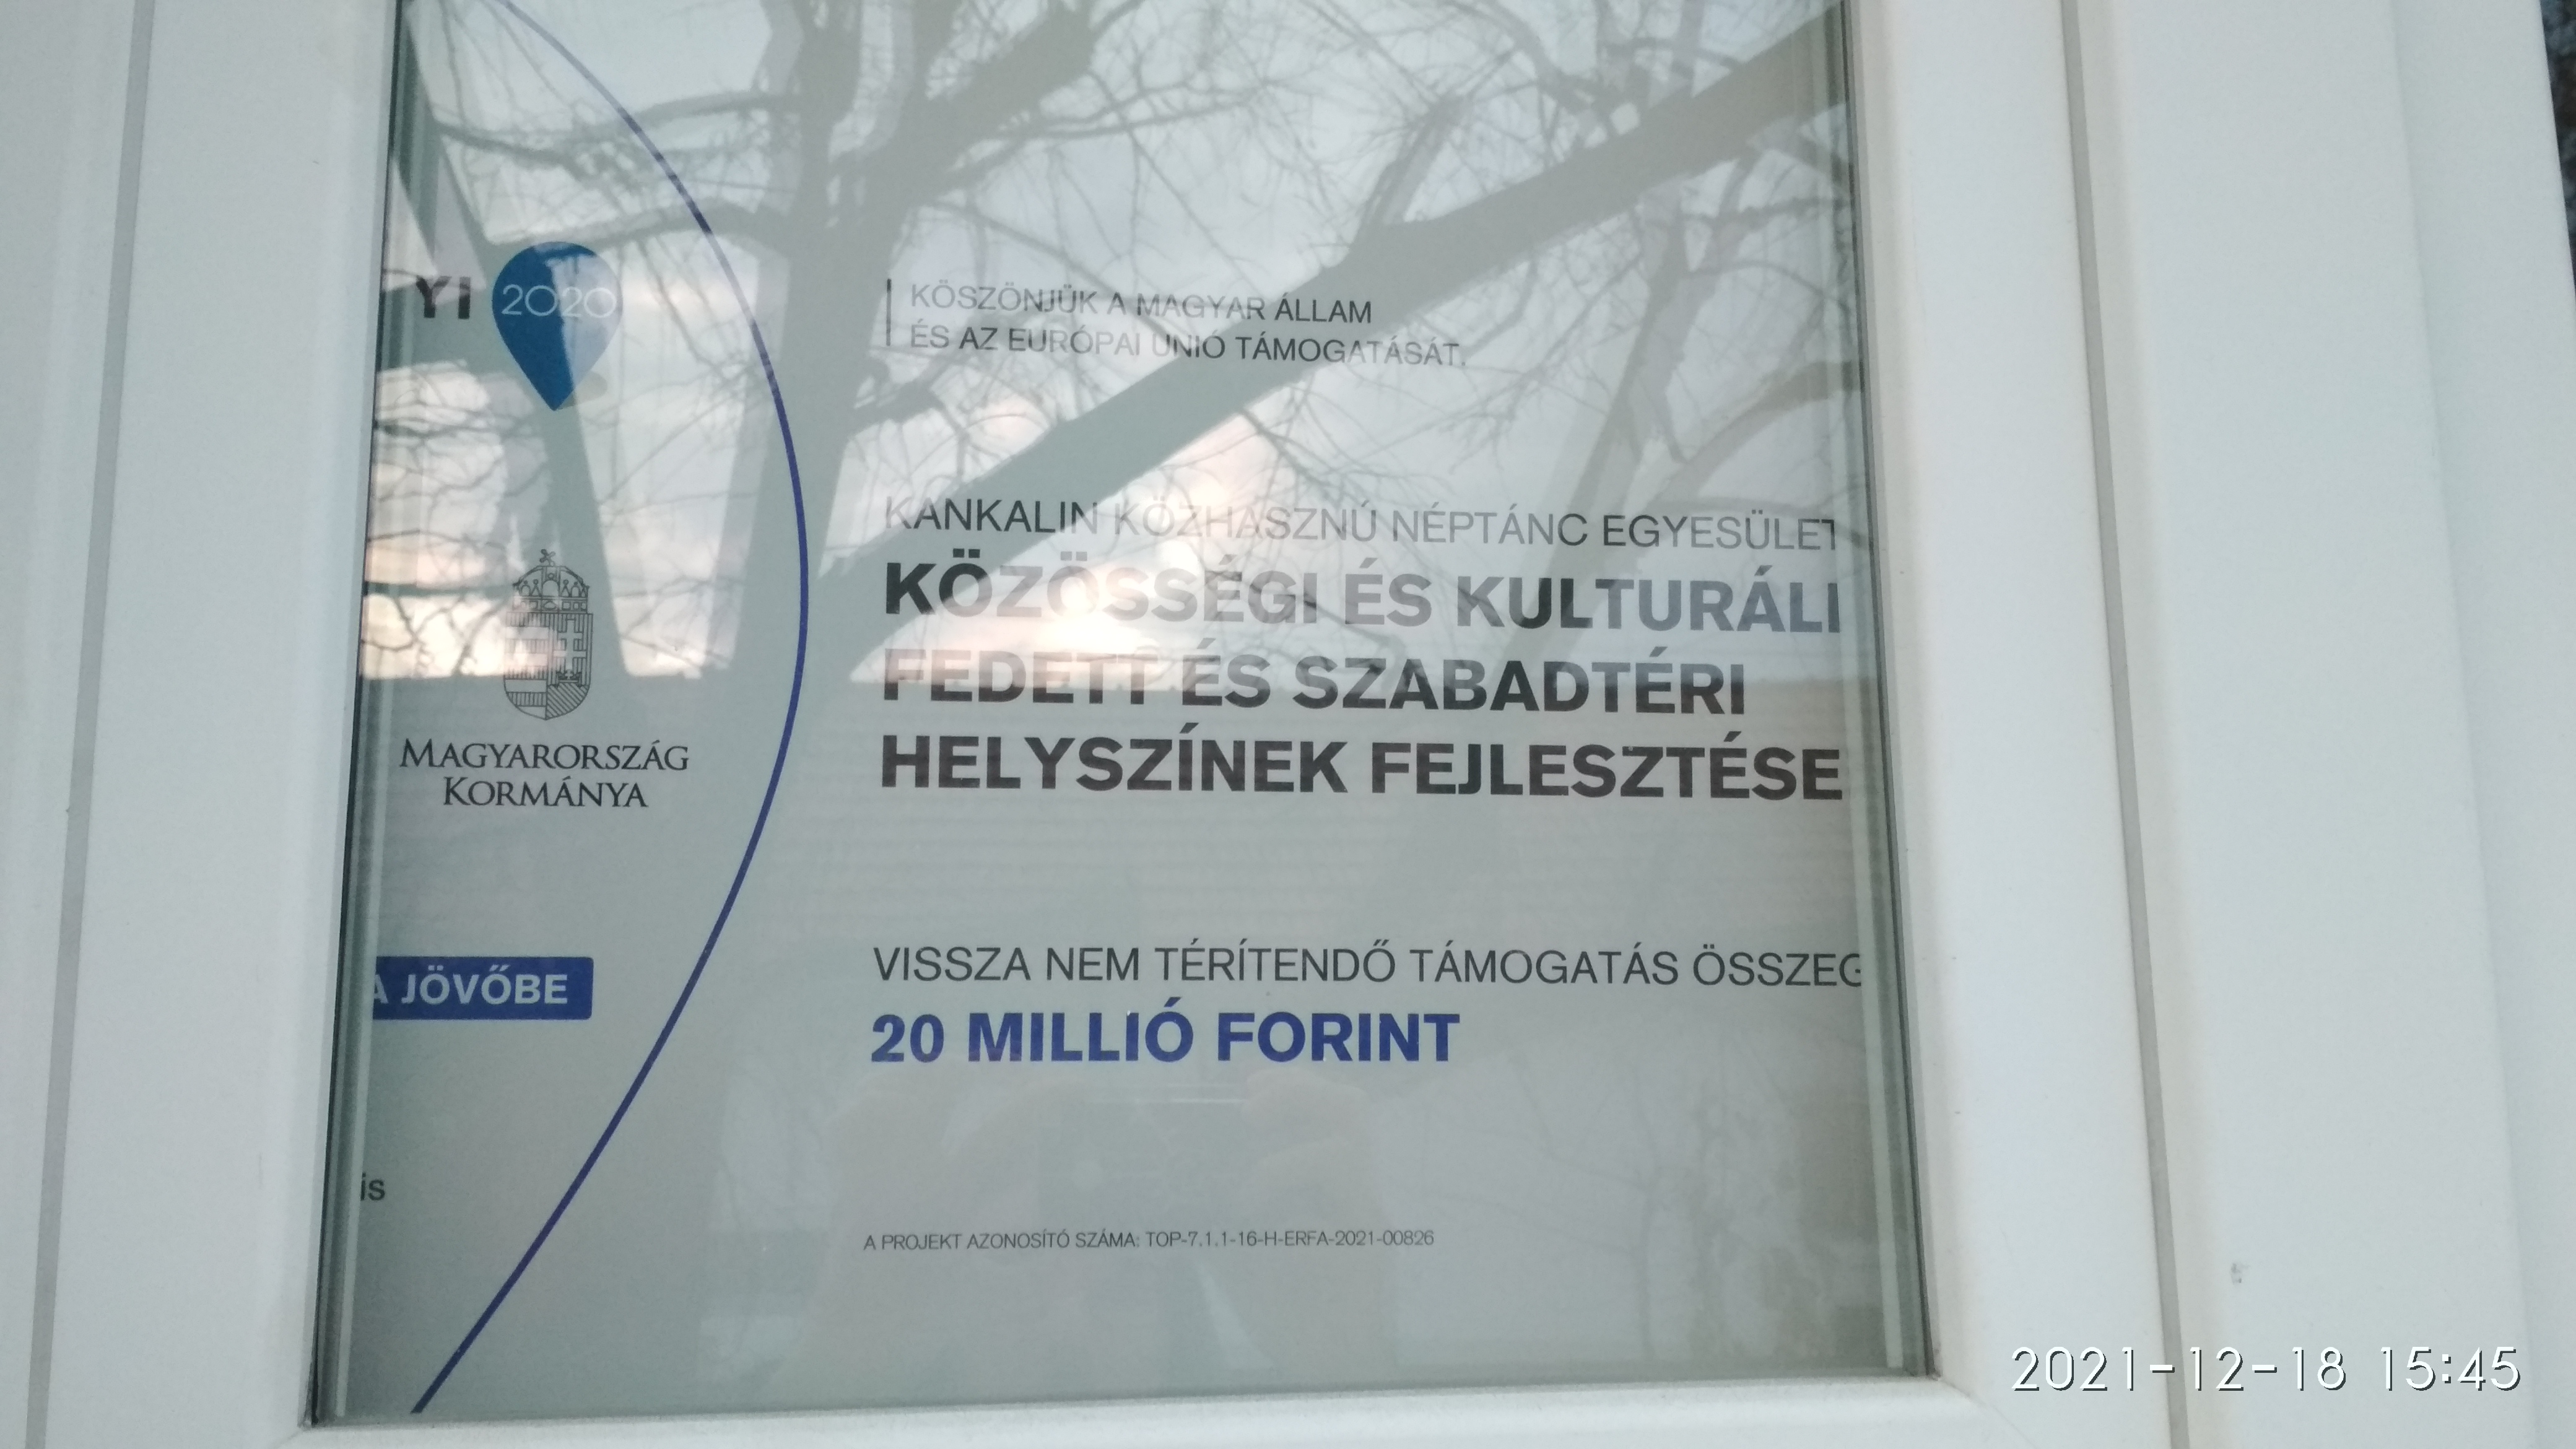 YI 2020
KÖSZÖNJÜK A MAGYAR ÁLLAM
ÉS AZ EURÓPAI UNIÓ TÁMOGATÁSÁT.
MAGYARORSZÁG
KORMÁNYA
A JÖVŐBE
is
KANKALIN KÖZHASZNÚ NÉPTÁNC EGYESÜLET
KÖZÖSSÉGI ÉS KULTURÁLI
FEDETT ÉS SZABADTÉRI
HELYSZÍNEK FEJLESZTÉSE
VISSZA NEM TÉRÍTENDŐ TÁMOGATÁS ÖSSZEG
20 MILLIÓ FORINT
A PROJEKT AZONOSÍTÓ SZÁMA: TOP-7.1.1-16-H-ERFA-2021-00826
2021-12-18 15:45